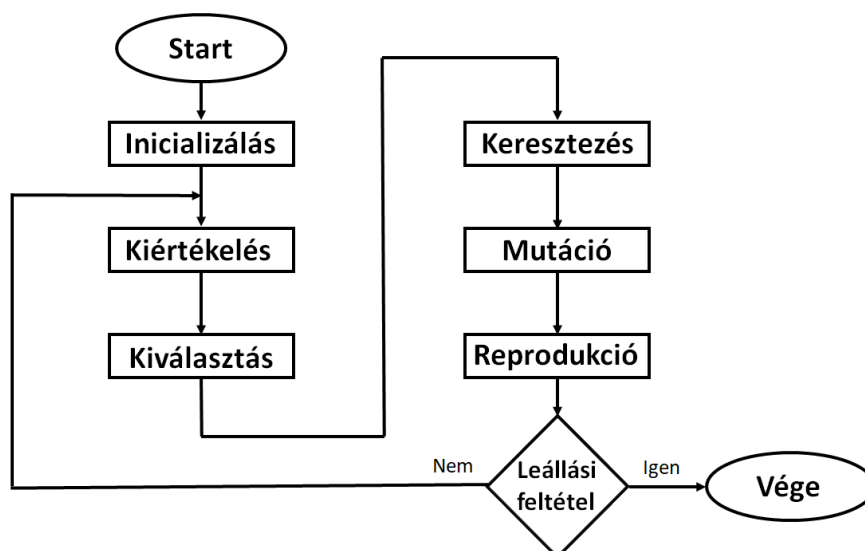 Start
Inicializálás
Kiértékelés
Kiválasztás
Keresztezés
Mutáció
Reprodukció
Leállási
feltétel
Nem
Igen
Vége